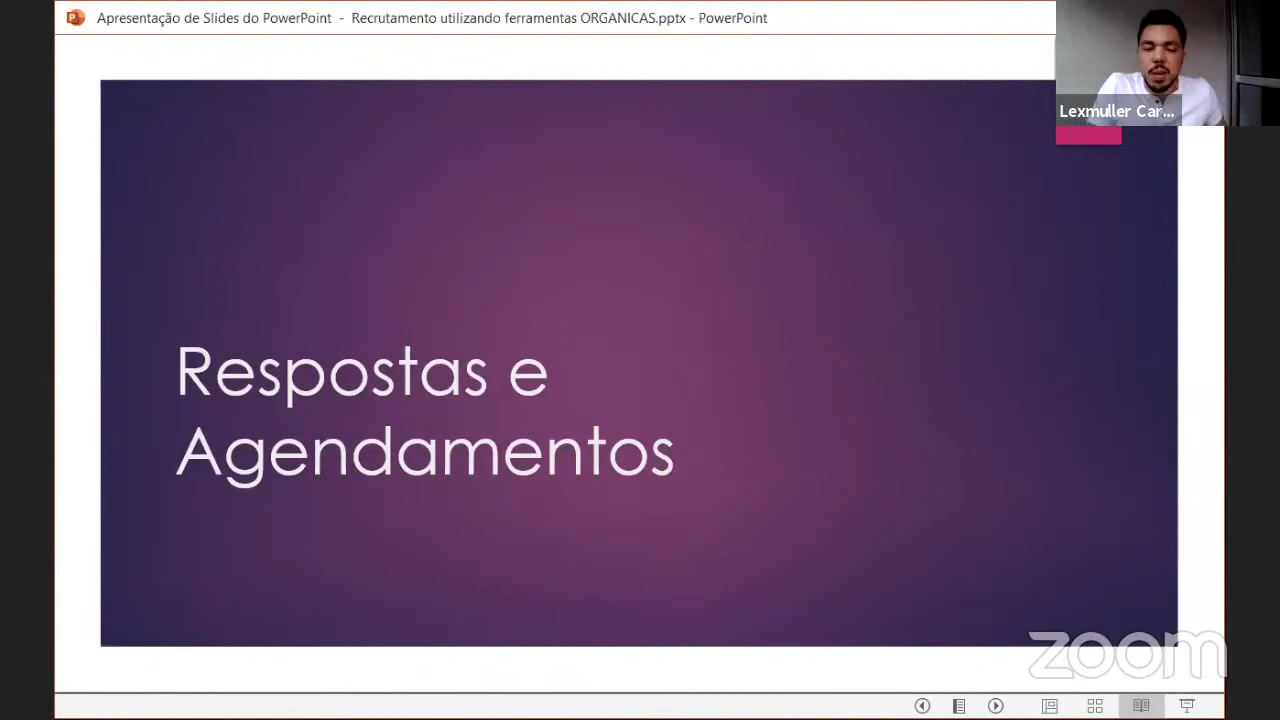 Apresentação de Slides do PowerPoint - Recrutamento utilizando ferramentas ORGANICAS.pptx - PowerPoint
Lexmuller Car...
Respostas e
Agendamentos
zoom